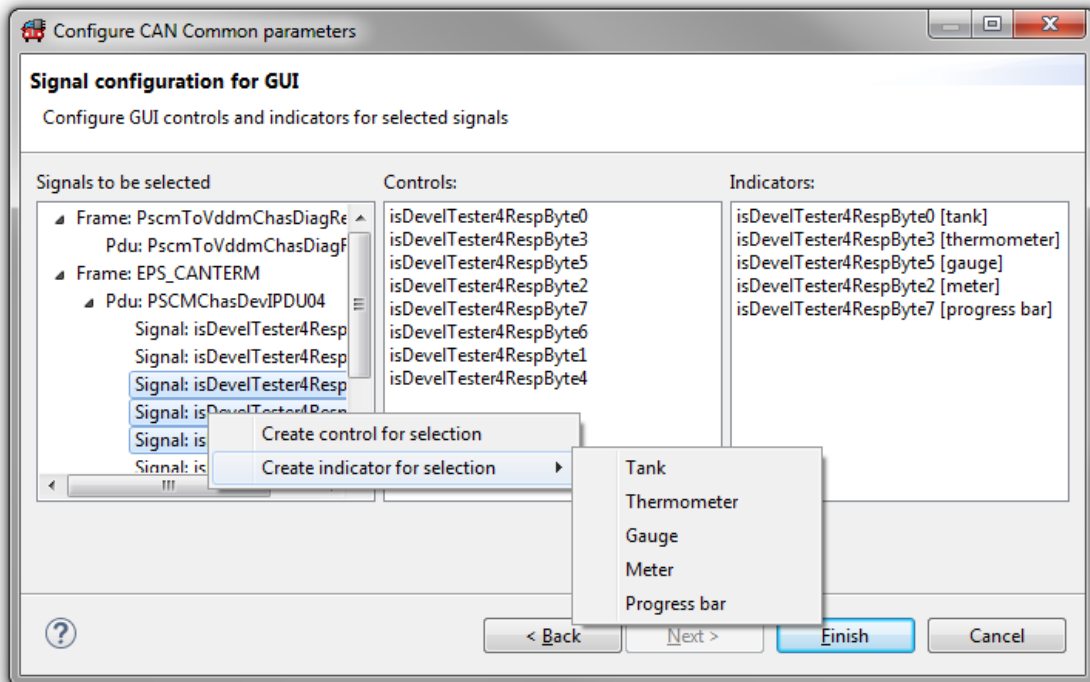 Configure CAN Common parameters
Signal configuration for GUI
Configure GUI controls and indicators for selected signals
Signals to be selected
Frame: PscmToVddmChasDiagRe
Pdu: PscmToVddmChasDiagF
Frame: EPS_CANTERM
Pdu: PSCMChasDevIPDU04
Signal: isDevelTester4Resp
Signal: isDevelTester4Resp
Signal: isDevelTester4Resp
Signal: isDevelTester4Resp
Signal: is
Signal: is
Controls:
isDevelTester4RespByte0
isDevelTester4RespByte3
isDevelTester4RespByte5
isDevelTester4RespByte2
isDevelTester4RespByte7
isDevelTester4RespByte6
isDevelTester4RespByte1
isDevelTester4RespByte4
Indicators:
isDevelTester4RespByte0 [tank]
isDevelTester4RespByte3 [thermometer]
isDevelTester4RespByte5 [gauge]
isDevelTester4RespByte2 [meter]
isDevelTester4RespByte7 [progress bar]
Create control for selection
Create indicator for selection
Tank
Thermometer
Gauge
Meter
Progress bar
?
< Back
Next >
Finish
Cancel